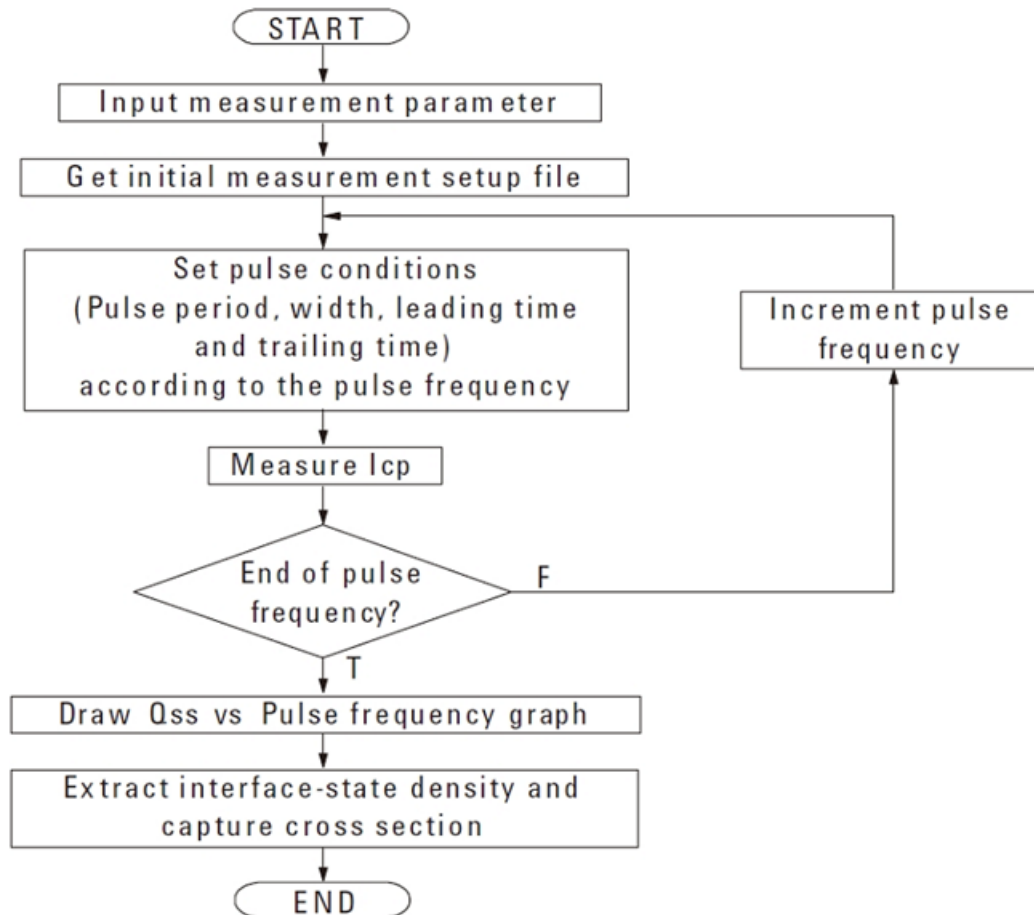 START
Input measurement parameter
Get initial measurement setup file
Set pulse conditions
(Pulse period, width, leading time
and trailing time)
according to the pulse frequency
Increment pulse
frequency
Measure Icp
End of pulse
frequency?
F
T
Draw Qss vs Pulse frequency graph
Extract interface-state density and
capture cross section
END